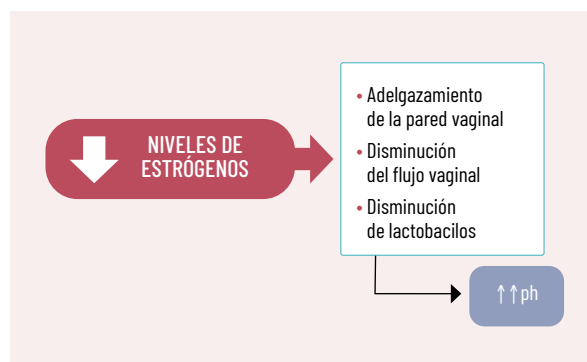 NIVELES DE
ESTRÓGENOS
• Adelgazamiento
de la pared vaginal
• Disminución
del flujo vaginal
• Disminución
de lactobacilos
↑↑ph